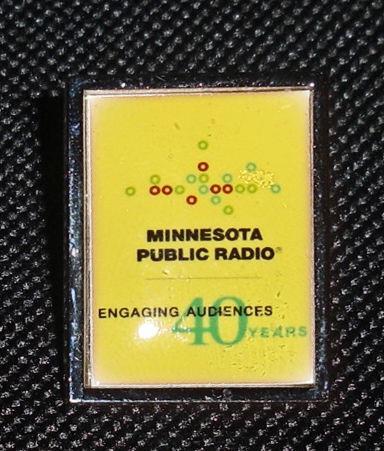 MINNESOTA
PUBLIC RADIO®
ENGAGING AUDIENCES
40 YEARS